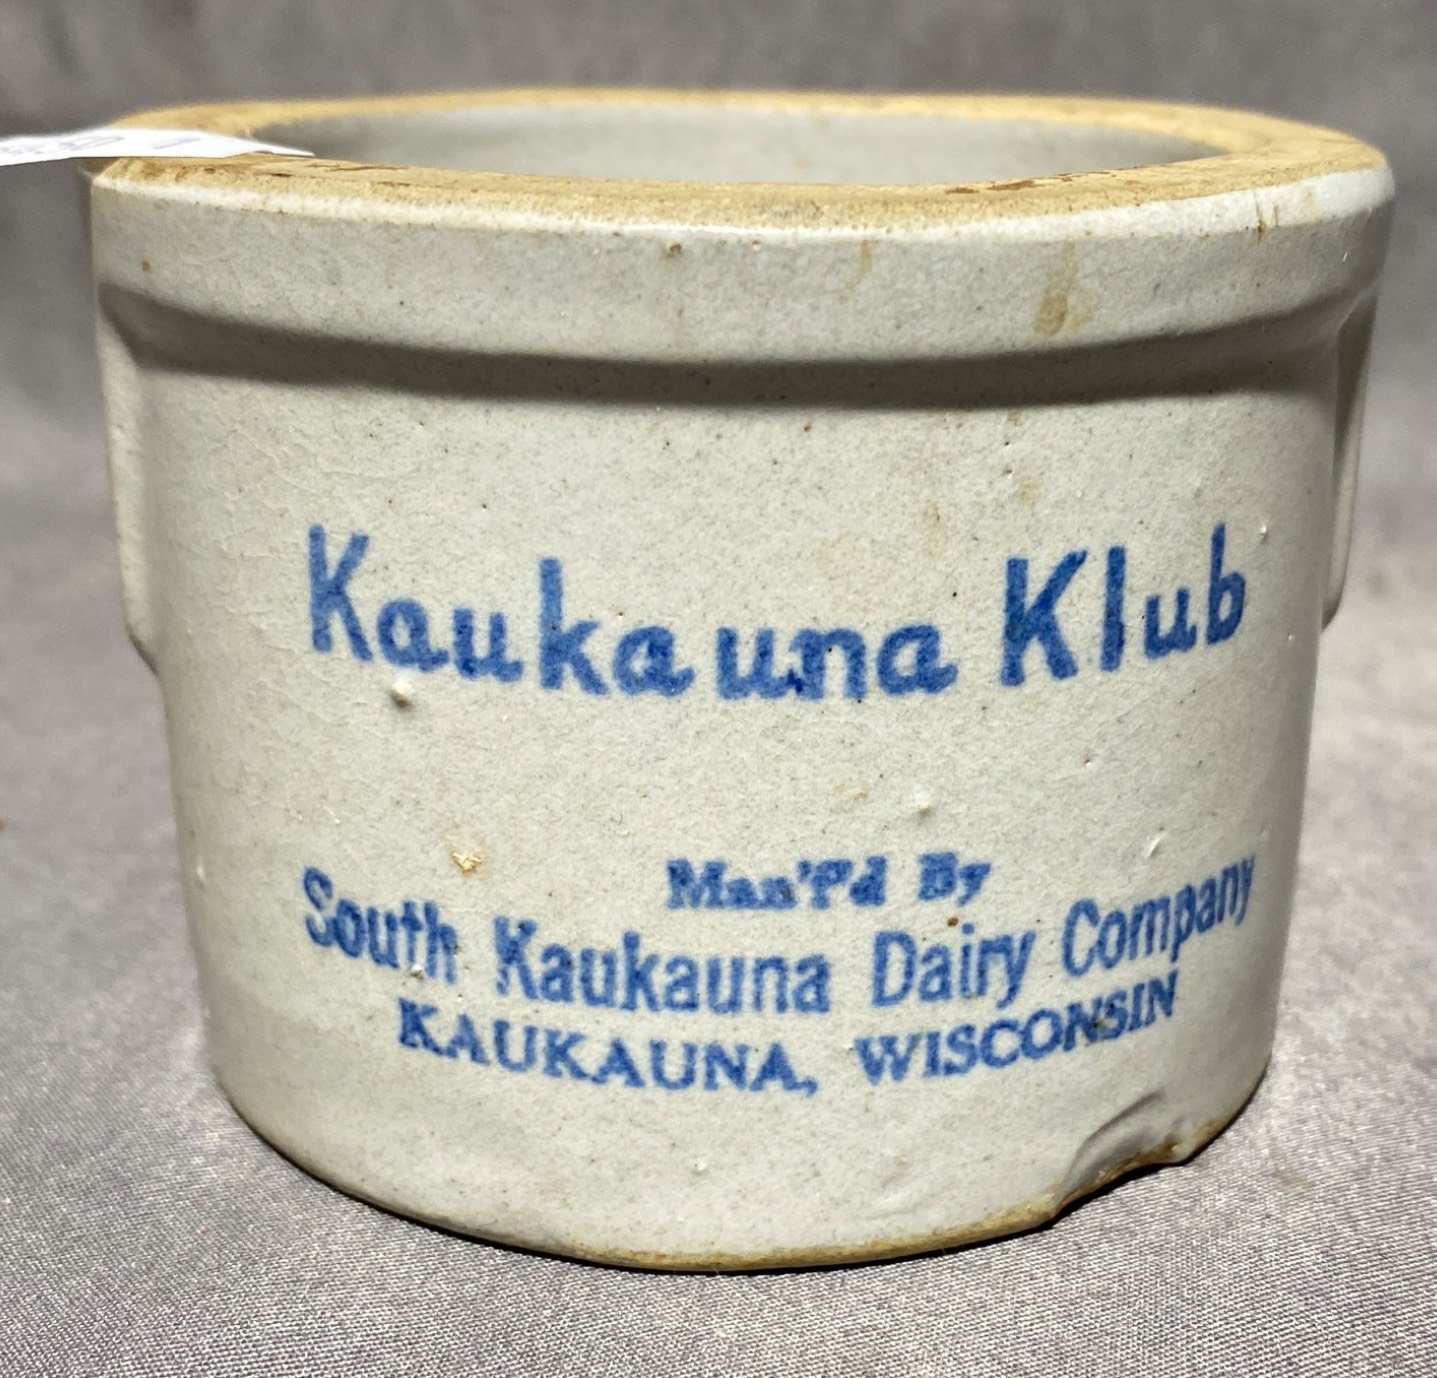 Kaukauna Klub
Man'f'd By
South Kaukauna Dairy Company
KAUKAUNA, WISCONSIN